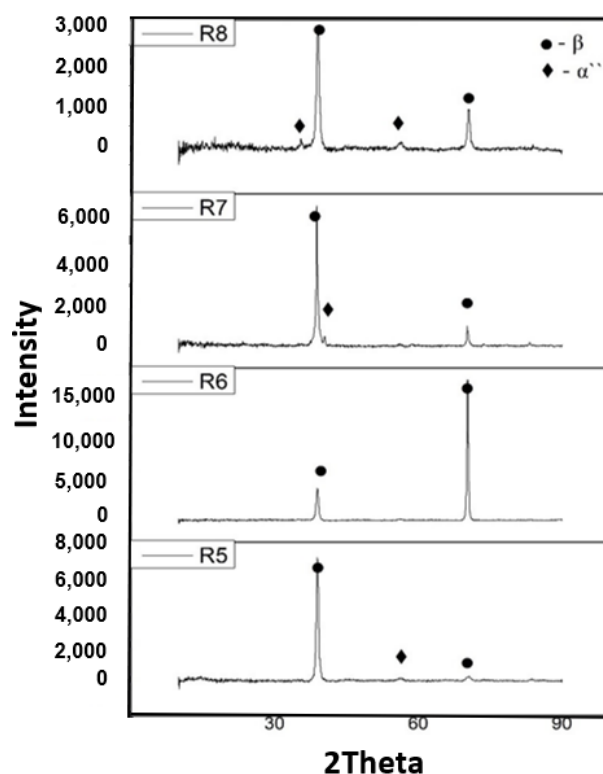 R8
● - β
♦ - α``
3,000
2,000
1,000
0
R7
6,000
4,000
2,000
0
R6
15,000
10,000
5,000
0
R5
8,000
6,000
4,000
2,000
0
Intensity
30 60 90
2Theta